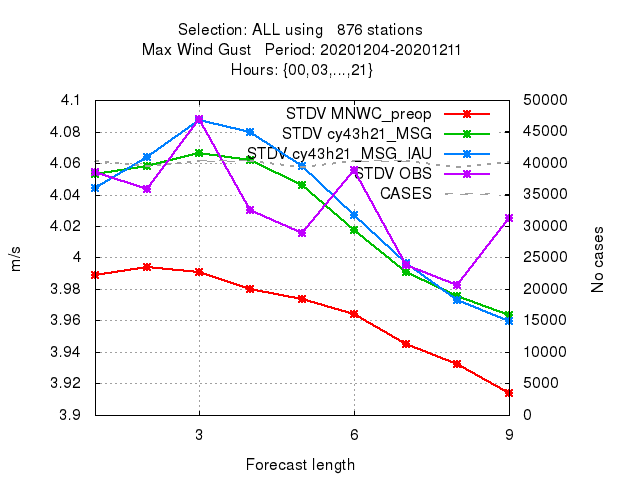 Selection: ALL using   876 stations
Max Wind Gust   Period: 20201204-20201211
Hours: {00,03,...,21}
4.1
4.08
4.06
4.04
4.02
4
3.98
3.96
3.94
3.92
3.9
m/s
STDV MNWC_preop
STDV cy43h21_MSG
STDV cy43h21_MSG_IAU
STDV OBS
CASES
50000
45000
40000
35000
30000
25000
20000
15000
10000
5000
0
No cases
3
6
9
Forecast length